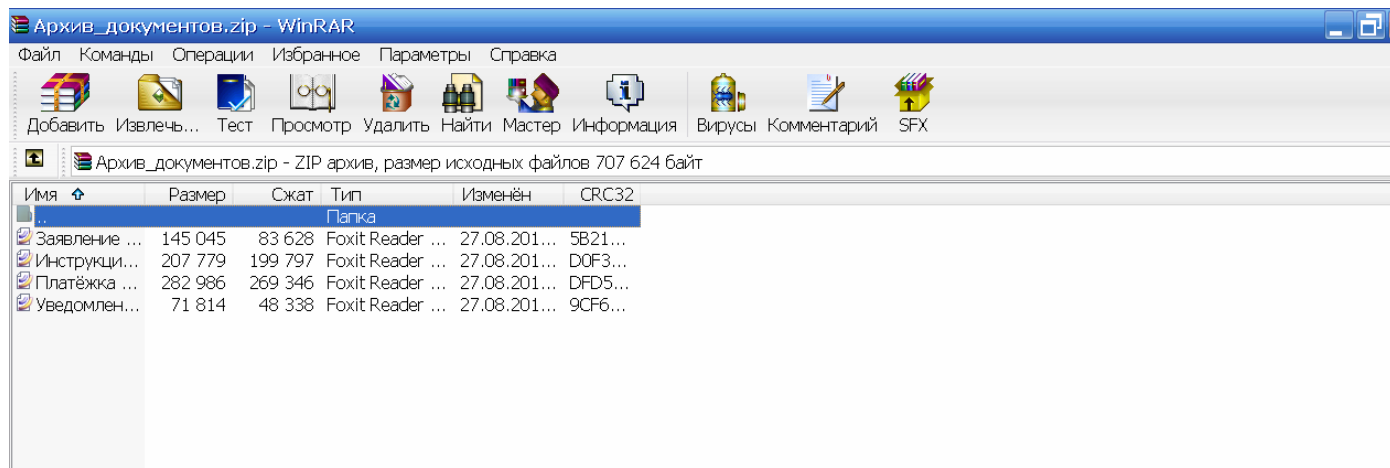 Архив_документов.zip - WinRAR
Файл Команды Операции Избранное Параметры Справка
Добавить Извлечь... Тест Просмотр Удалить Найти Мастер Информация Вирусы Комментарий SFX
Архив_документов.zip - ZIP архив, размер исходных файлов 707 624 байт
Имя Размер Сжат Тип Изменён CRC32
.. Папка
Заявление ... 145 045 83 628 Foxit Reader ... 27.08.201... 5B21...
Инструкци... 207 779 199 797 Foxit Reader ... 27.08.201... D0F3...
Платёжка ... 282 986 269 346 Foxit Reader ... 27.08.201... DFD5...
Уведомлен... 71 814 48 338 Foxit Reader ... 27.08.201... 9CF6...